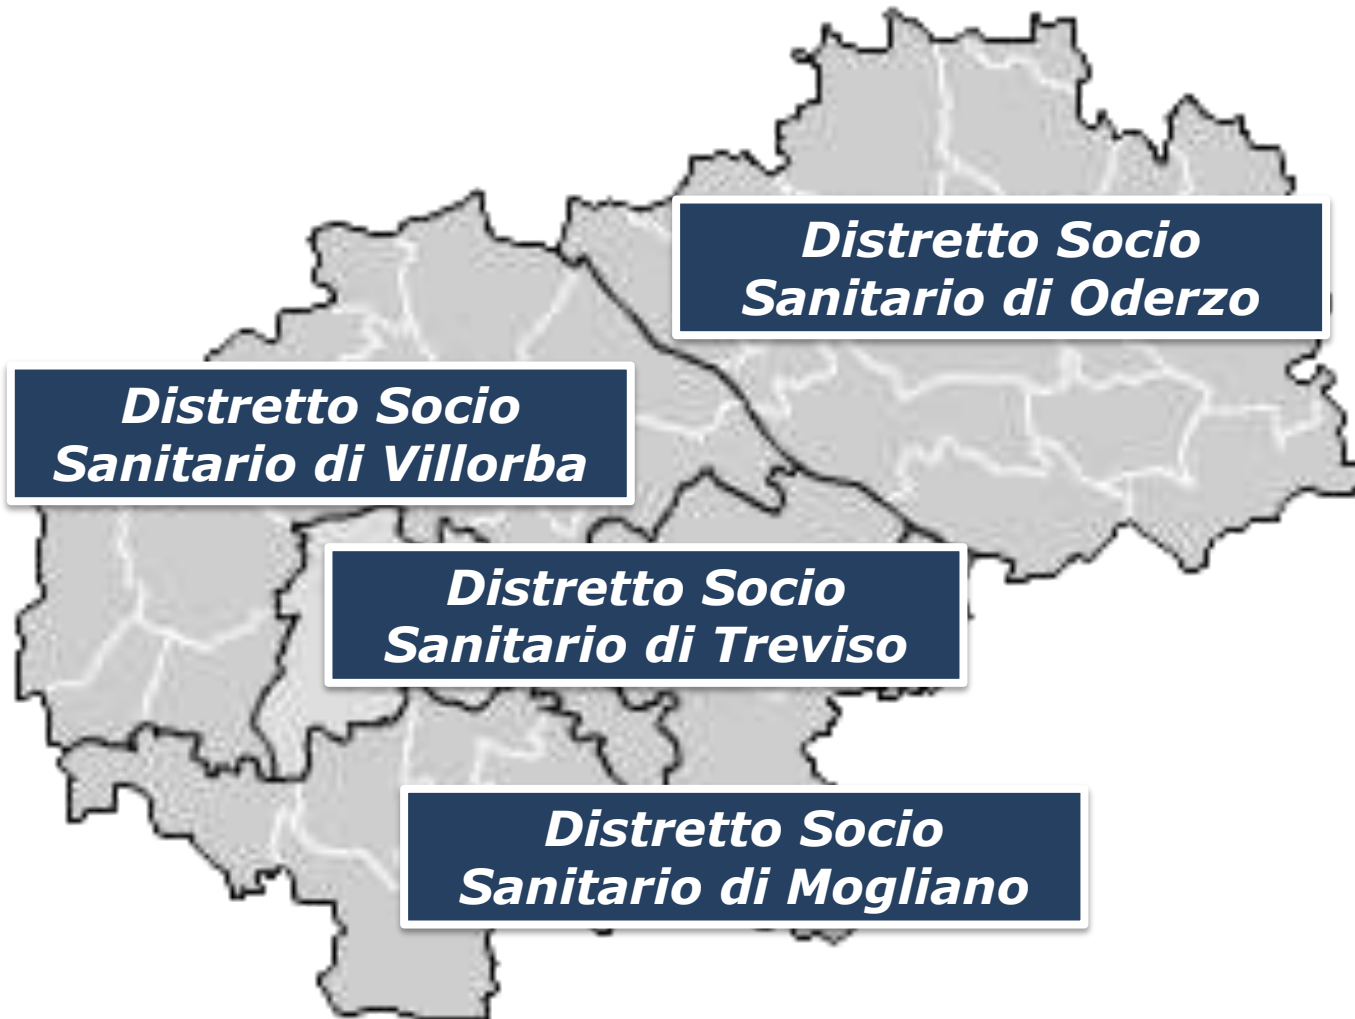 Distretto Socio
Sanitario di Oderzo
Distretto Socio
Sanitario di Villorba
Distretto Socio
Sanitario di Treviso
Distretto Socio
Sanitario di Mogliano